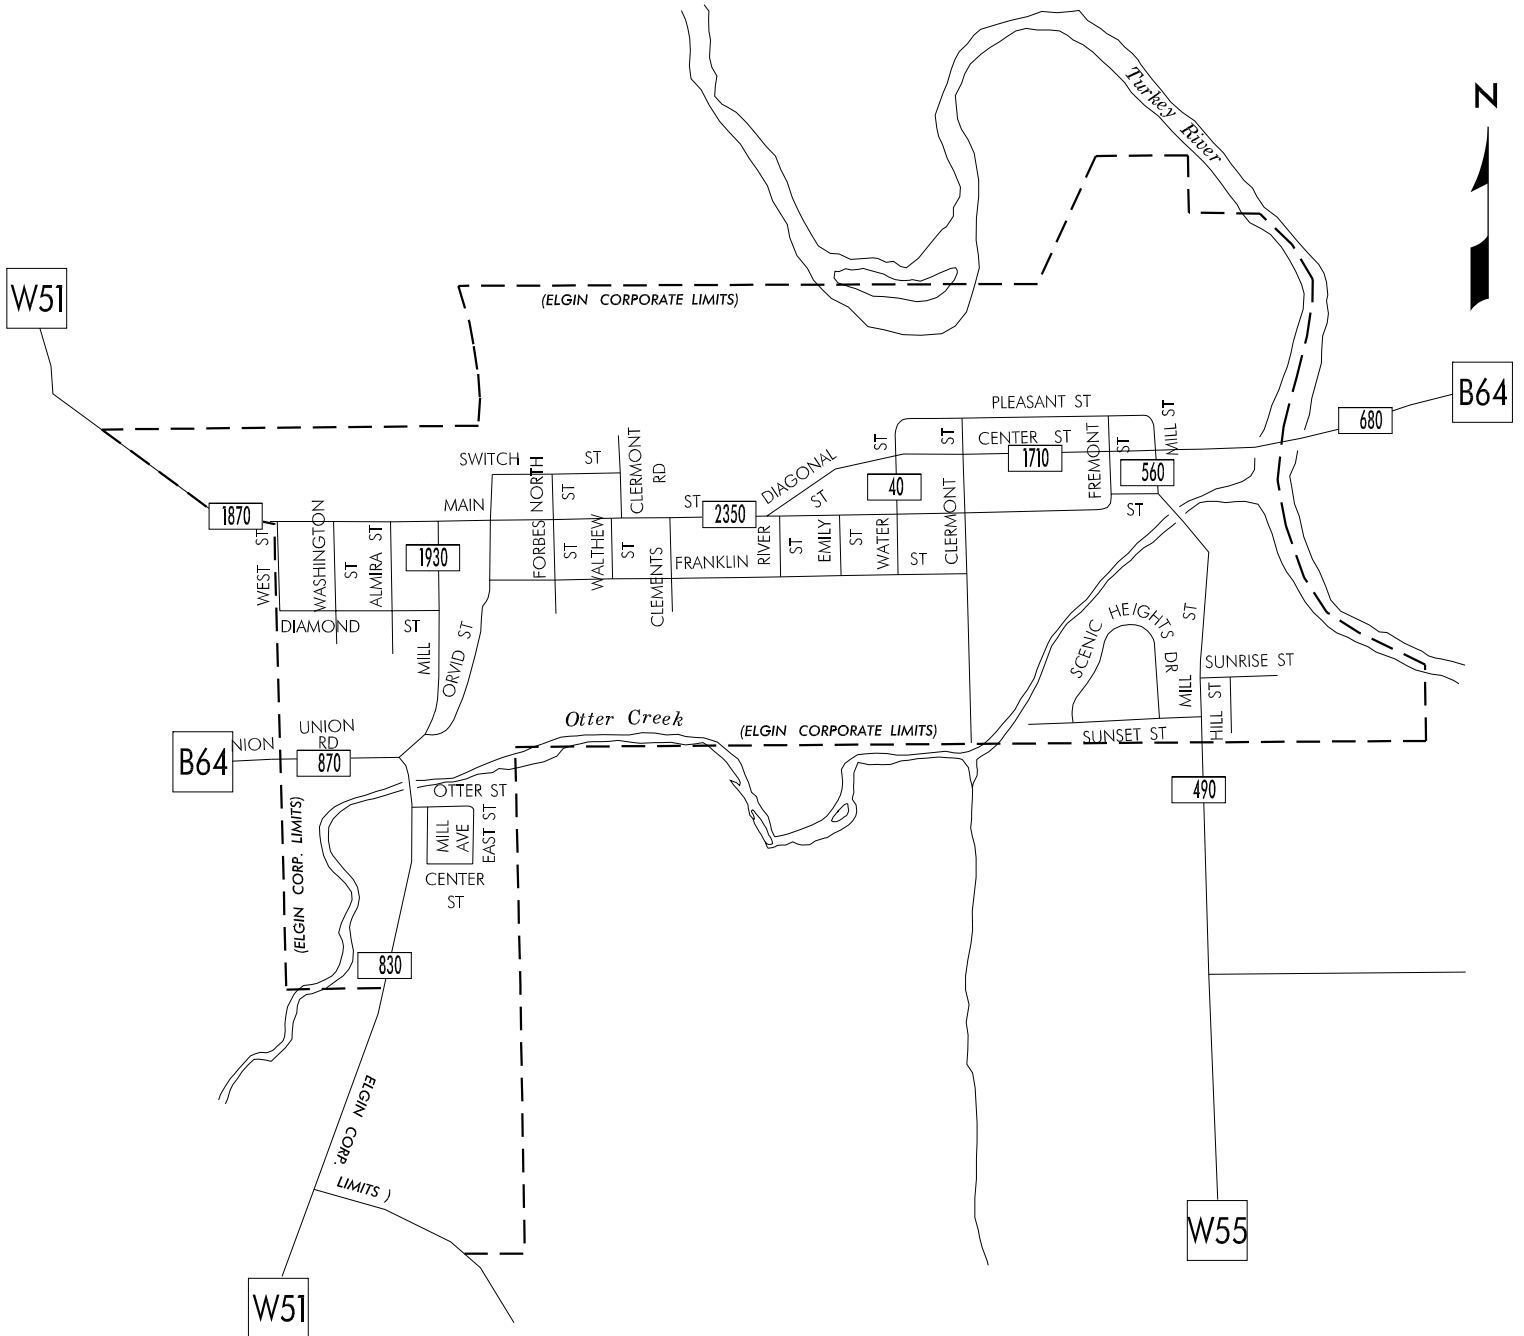 N
Turkey River
W51
(ELGIN CORPORATE LIMITS)
B64
680
PLEASANT ST
MILL ST
ST
ST
CENTER ST
1710
FREMONT
ST
560
ST
SWITCH ST
NORTH
ST
CLERMONT
RD
DIAGONAL
ST
40
MAIN
ST
2350
1870
WEST ST
WASHINGTON
ST
ALMIRA ST
1930
FORBES
ST
WALTHEW
ST
CLEMENTS
FRANKLIN
RIVER
ST
EMILY
ST
WATER
ST
CLERMONT
DIAMOND ST
MILL
ORVID ST
SCENIC HEIGHTS DR
ST
MILL
SUNRISE ST
HILL ST
SUNSET ST
Otter Creek
(ELGIN CORPORATE LIMITS)
B64
NION
UNION
RD
870
490
OTTER ST
MILL
AVE
EAST ST
CENTER
ST
(ELGIN CORP. LIMITS)
830
ELGIN CORP.
LIMITS )
W55
W51